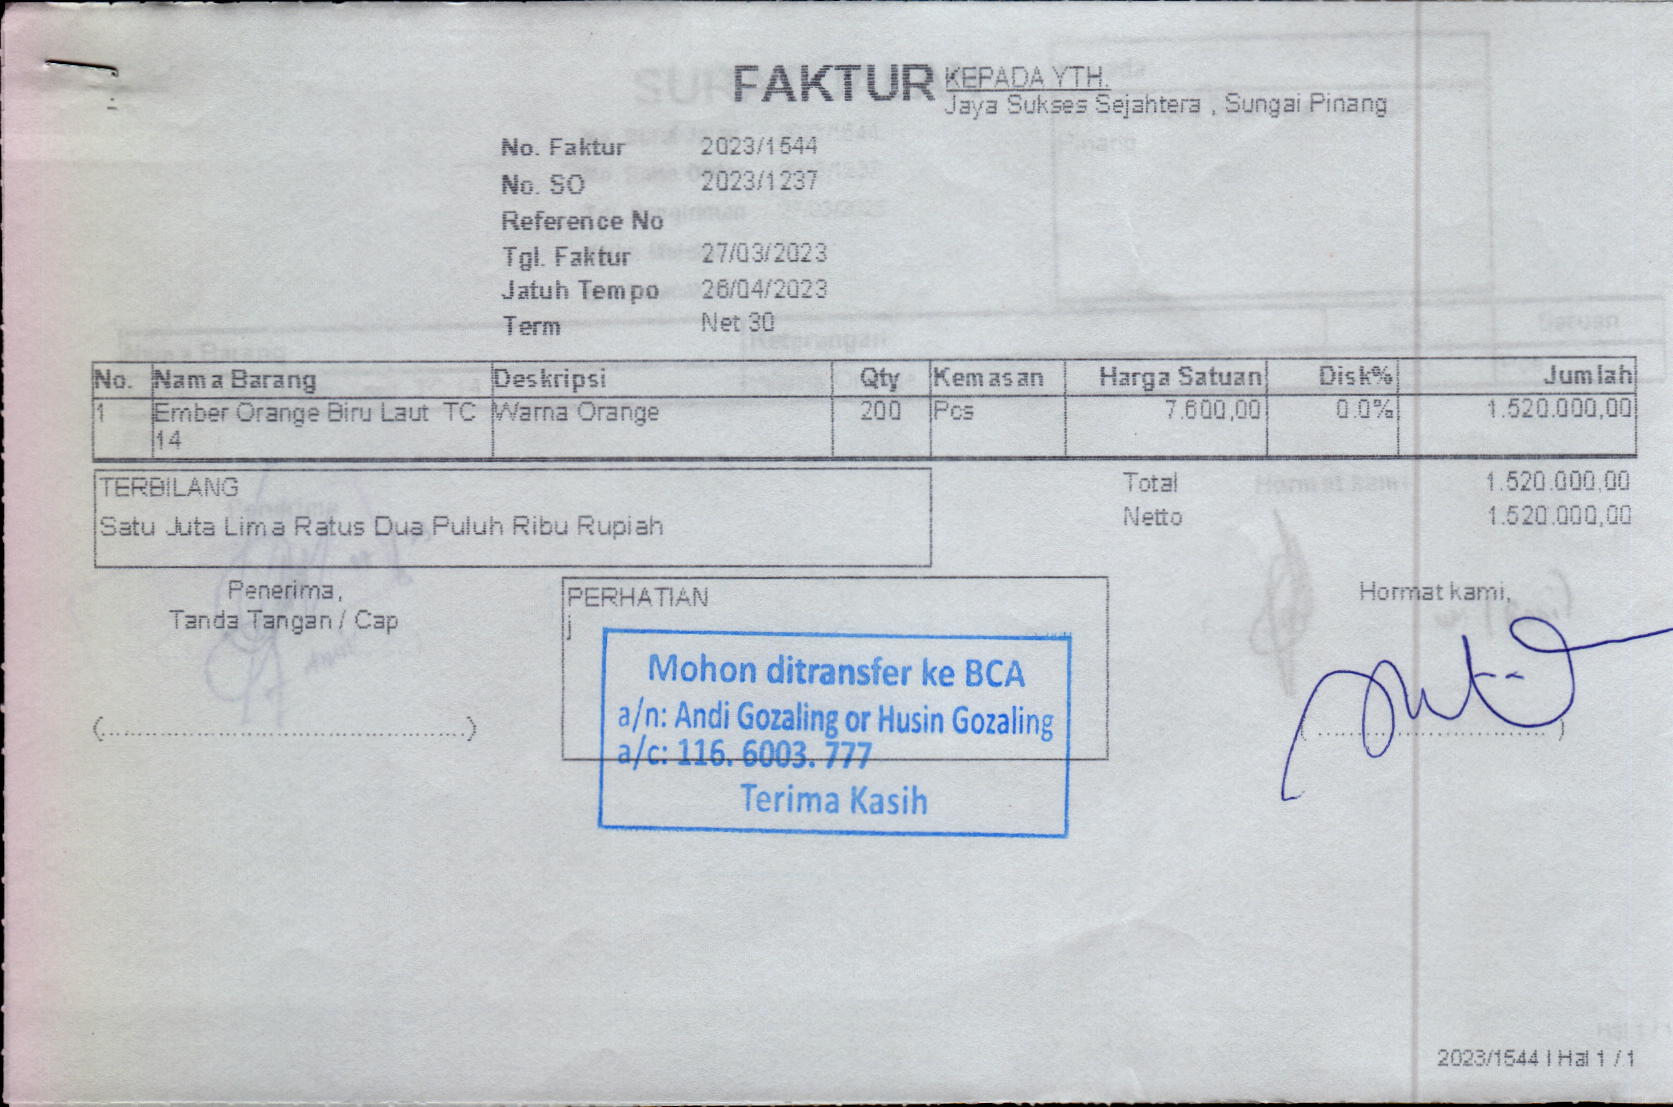 FAKTUR
KEPADA YTH.
Jaya Sukses Sejahtera , Sungai Pinang
No. Faktur 2023/1544
No. SO 2023/1237
Reference No
Tgl. Faktur 27/03/2023
Jatuh Tempo 26/04/2023
Term Net 30
No. Nama Barang Deskripsi Qty Kemasan Harga Satuan Disk% Jumlah
1 Ember Orange Biru Laut TC Warna Orange 200 Pcs 7.600,00 0.0% 1.520.000,00
14
TERBILANG
Satu Juta Lima Ratus Dua Puluh Ribu Rupiah
Total 1.520.000,00
Netto 1.520.000,00
Penerima,
Tanda Tangan / Cap
(............................................)
PERHATIAN
j
Mohon ditransfer ke BCA
a/n: Andi Gozaling or Husin Gozaling
a/c: 116. 6003. 777
Terima Kasih
Hormat kami,
(............................)
2023/1544 | Hal 1 / 1